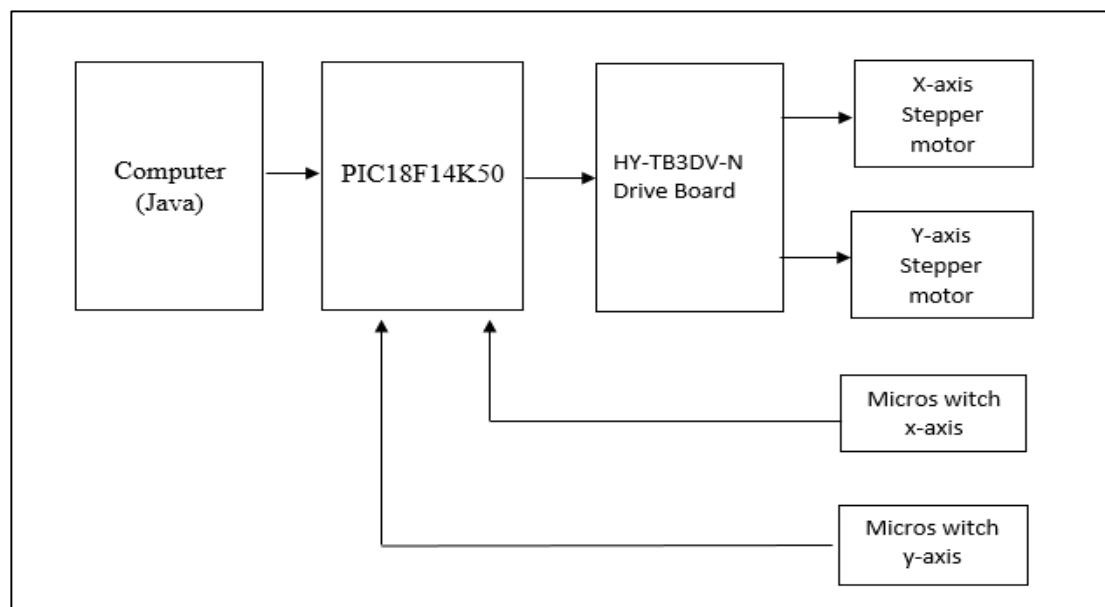 Computer
(Java)
PIC18F14K50
HY-TB3DV-N
Drive Board
X-axis
Stepper
motor
Y-axis
Stepper
motor
Micros witch
x-axis
Micros witch
y-axis